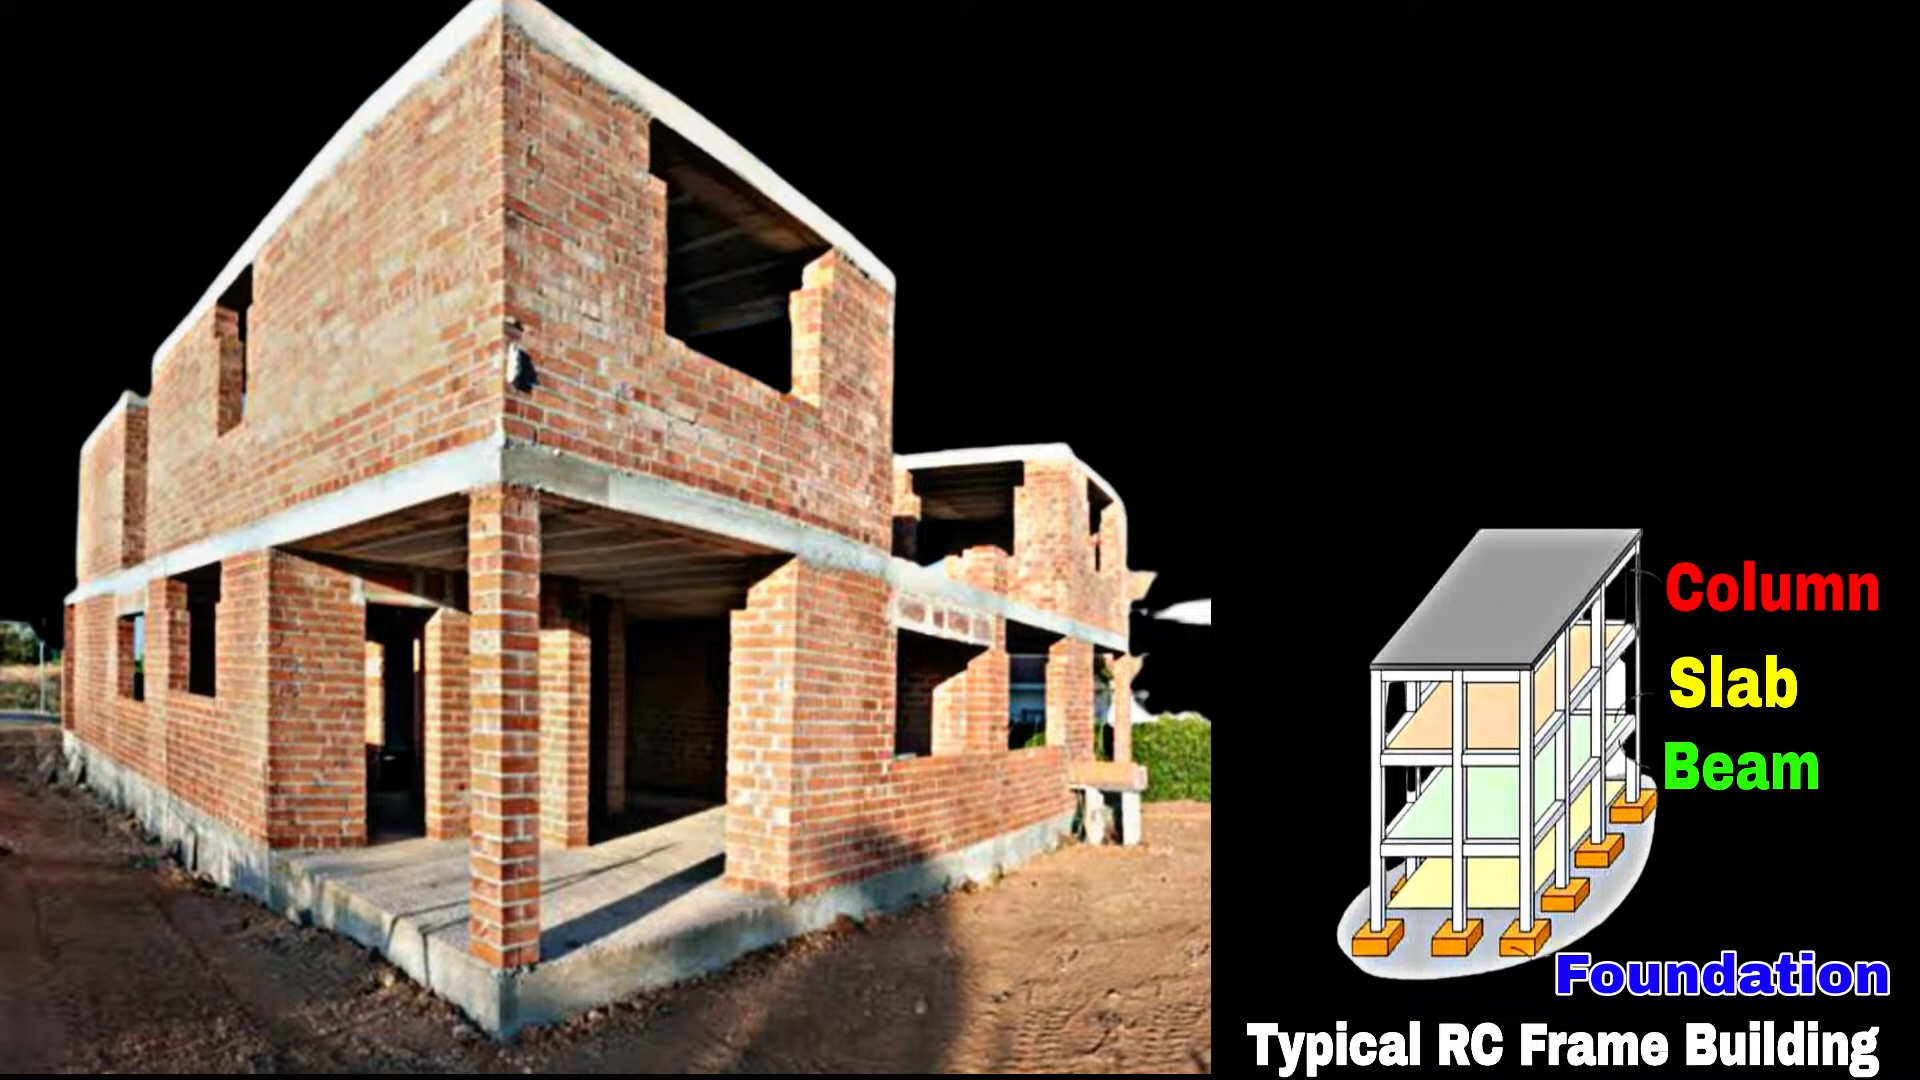 Column
Slab
Beam
Foundation
Typical RC Frame Building